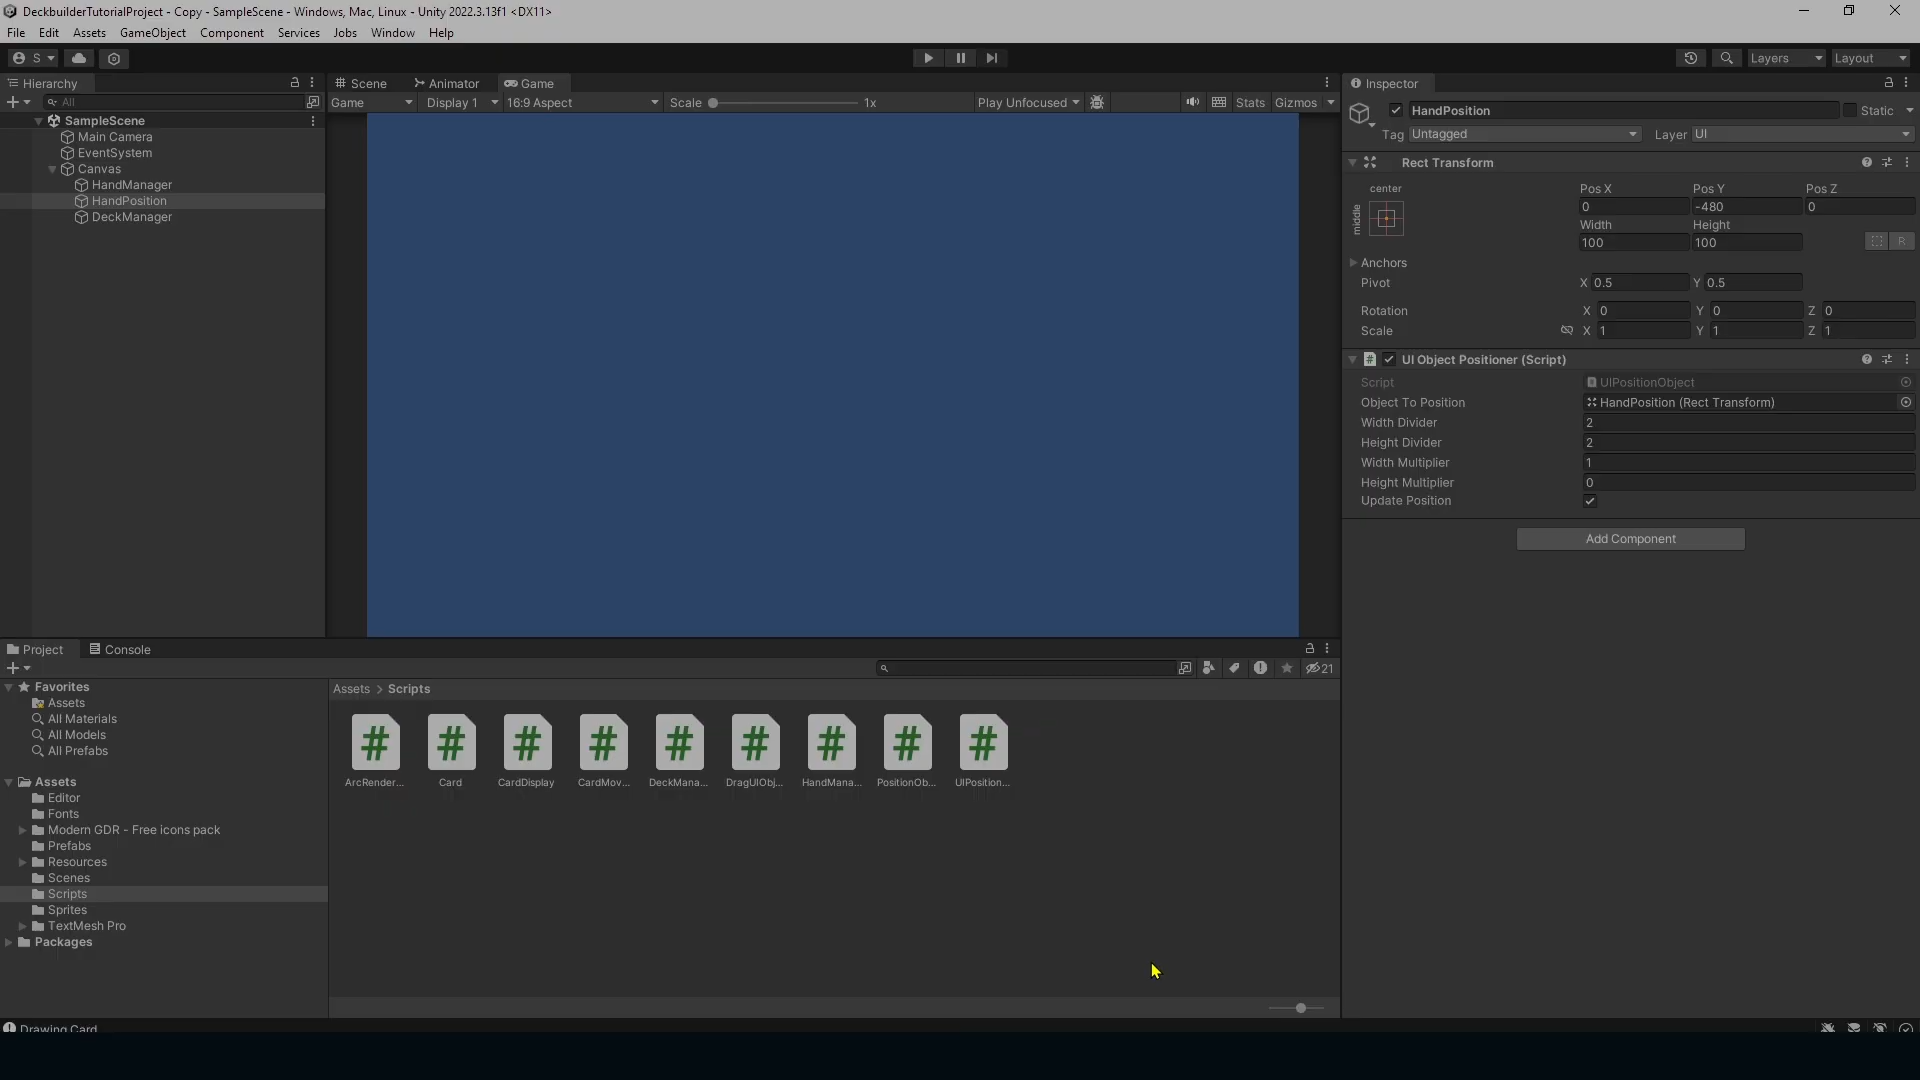 DeckbuilderTutorialProject - Copy - SampleScene - Windows, Mac, Linux - Unity 2022.3.13f1 <DX11>
File Edit Assets GameObject Component Services Jobs Window Help
S Layers Layout
Hierarchy
All
SampleScene
Main Camera
EventSystem
Canvas
HandManager
HandPosition
DeckManager
Scene Animator Game
Game Display 1 16:9 Aspect Scale 1x Play Unfocused Stats Gizmos
Inspector
HandPosition Static
Tag Untagged Layer UI
Rect Transform
center Pos X Pos Y Pos Z
middle 0 -480 0
Width Height
100 100 R
Anchors
Pivot X 0.5 Y 0.5
Rotation X 0 Y 0 Z 0
Scale X 1 Y 1 Z 1
# UI Object Positioner (Script)
Script UIPositionObject
Object To Position HandPosition (Rect Transform)
Width Divider 2
Height Divider 2
Width Multiplier 1
Height Multiplier 0
Update Position
Add Component
Project Console
21
Favorites
Assets
All Materials
All Models
All Prefabs
Assets
Editor
Fonts
Modern GDR - Free icons pack
Prefabs
Resources
Scenes
Scripts
Sprites
TextMesh Pro
Packages
Assets > Scripts
# # # # # # # # #
ArcRender... Card CardDisplay CardMov... DeckMana... DragUIObj... HandMana... PositionOb... UIPosition...
Drawing Card